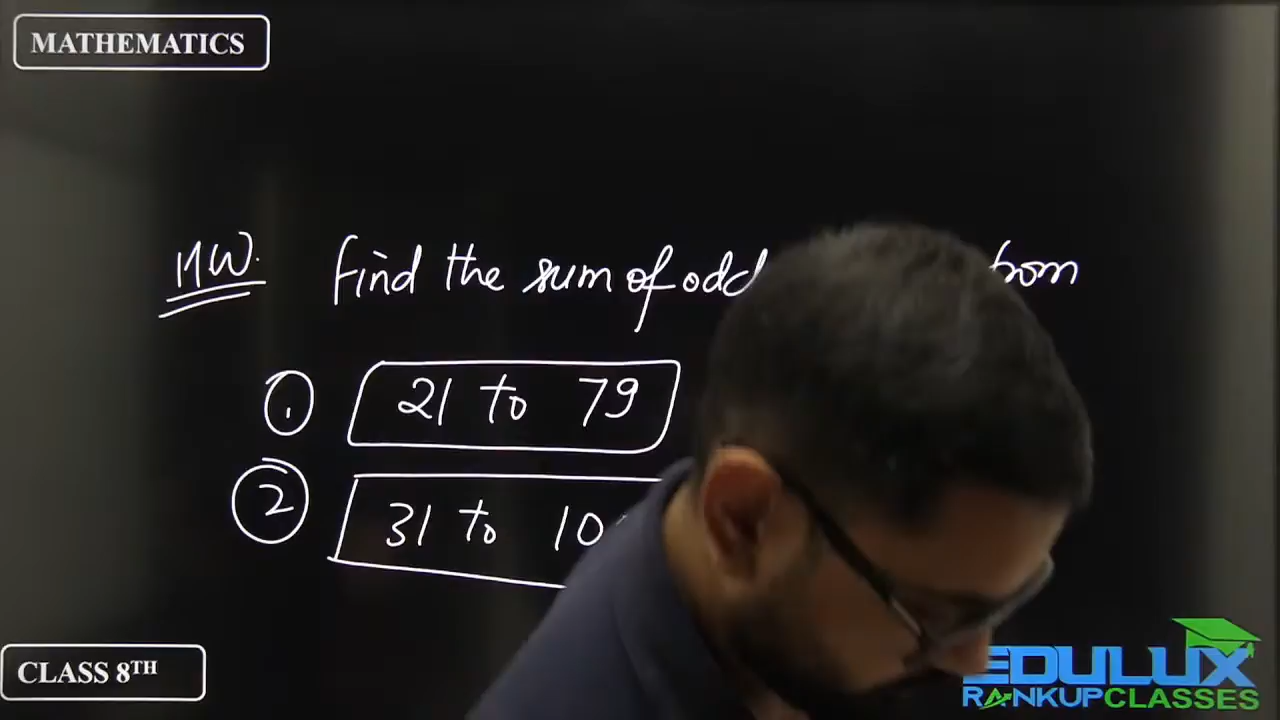 MATHEMATICS
HW. Find the sum of odd from
1. 21 to 79
2 31 to 10
CLASS 8TH
EDULUX
RANKUPCLASSES